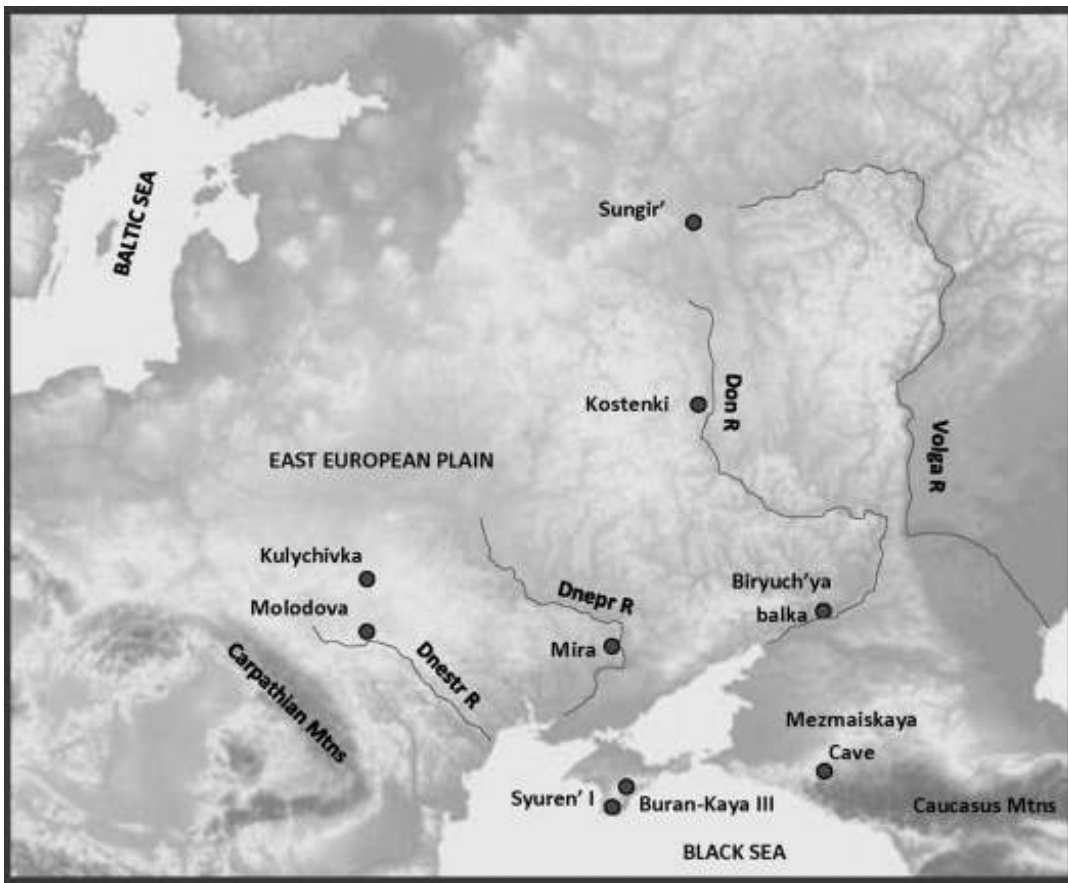 BALTIC SEA
Sungir’
Kostenki
Don R
Volga R
EAST EUROPEAN PLAIN
Kulychivka
Molodova
Dnepr R
Biryuch’ya
balka
Mira
Dnestr R
Carpathian Mtns
Mezmaiskaya
Cave
Syuren’ I
Buran-Kaya III
Caucasus Mtns
BLACK SEA